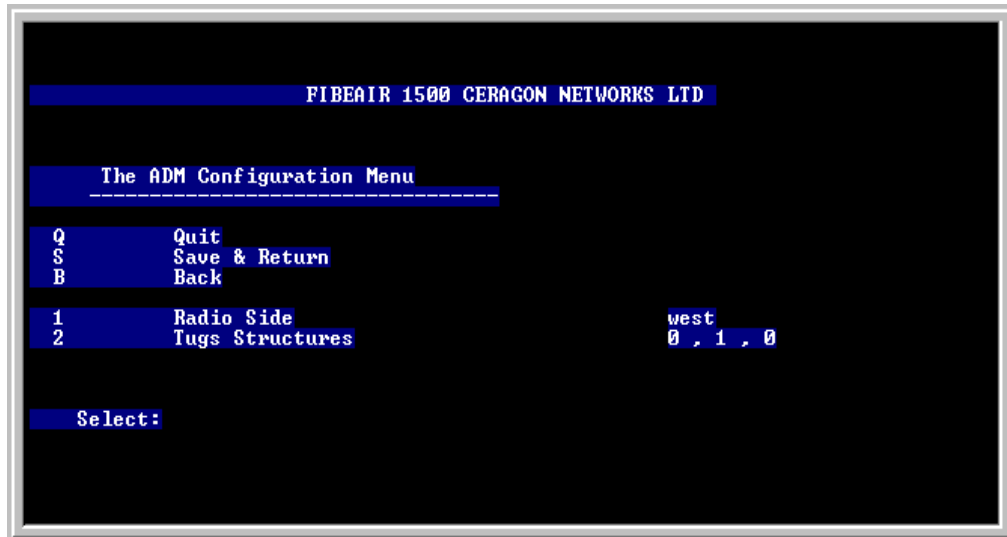 FIBEAIR 1500 CERAGON NETWORKS LTD
The ADM Configuration Menu
----------------------------------
Q Quit
S Save & Return
B Back
1 Radio Side west
2 Tugs Structures 0 , 1 , 0
Select: